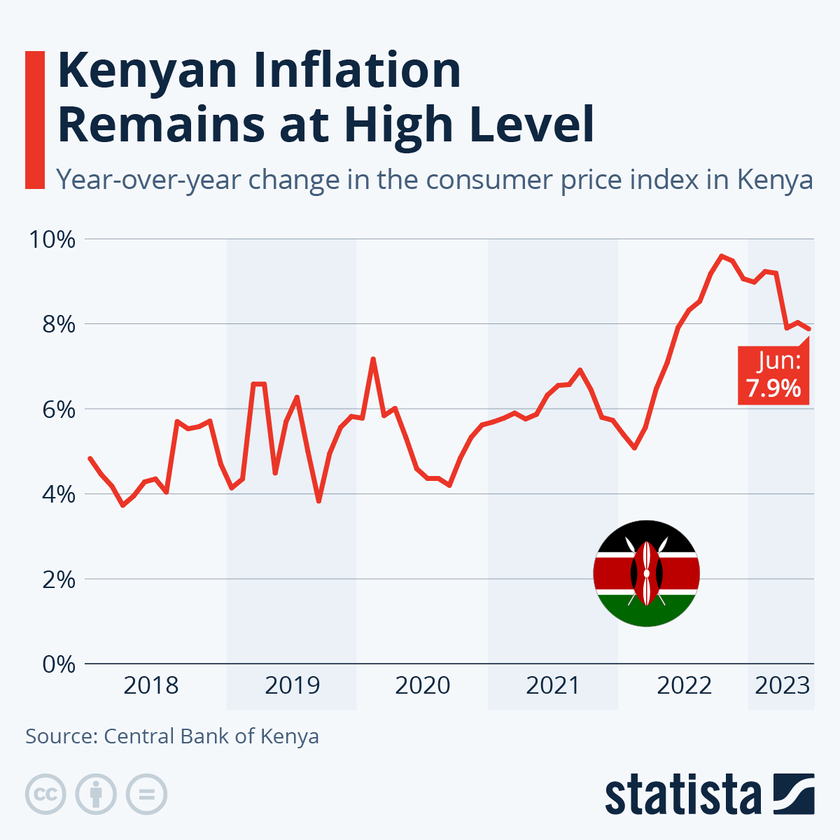 Kenyan Inflation
Remains at High Level
Year-over-year change in the consumer price index in Kenya
10%
8%
Jun:
7.9%
6%
4%
2%
0%
2018 2019 2020 2021 2022 2023
Source: Central Bank of Kenya
cc
statista